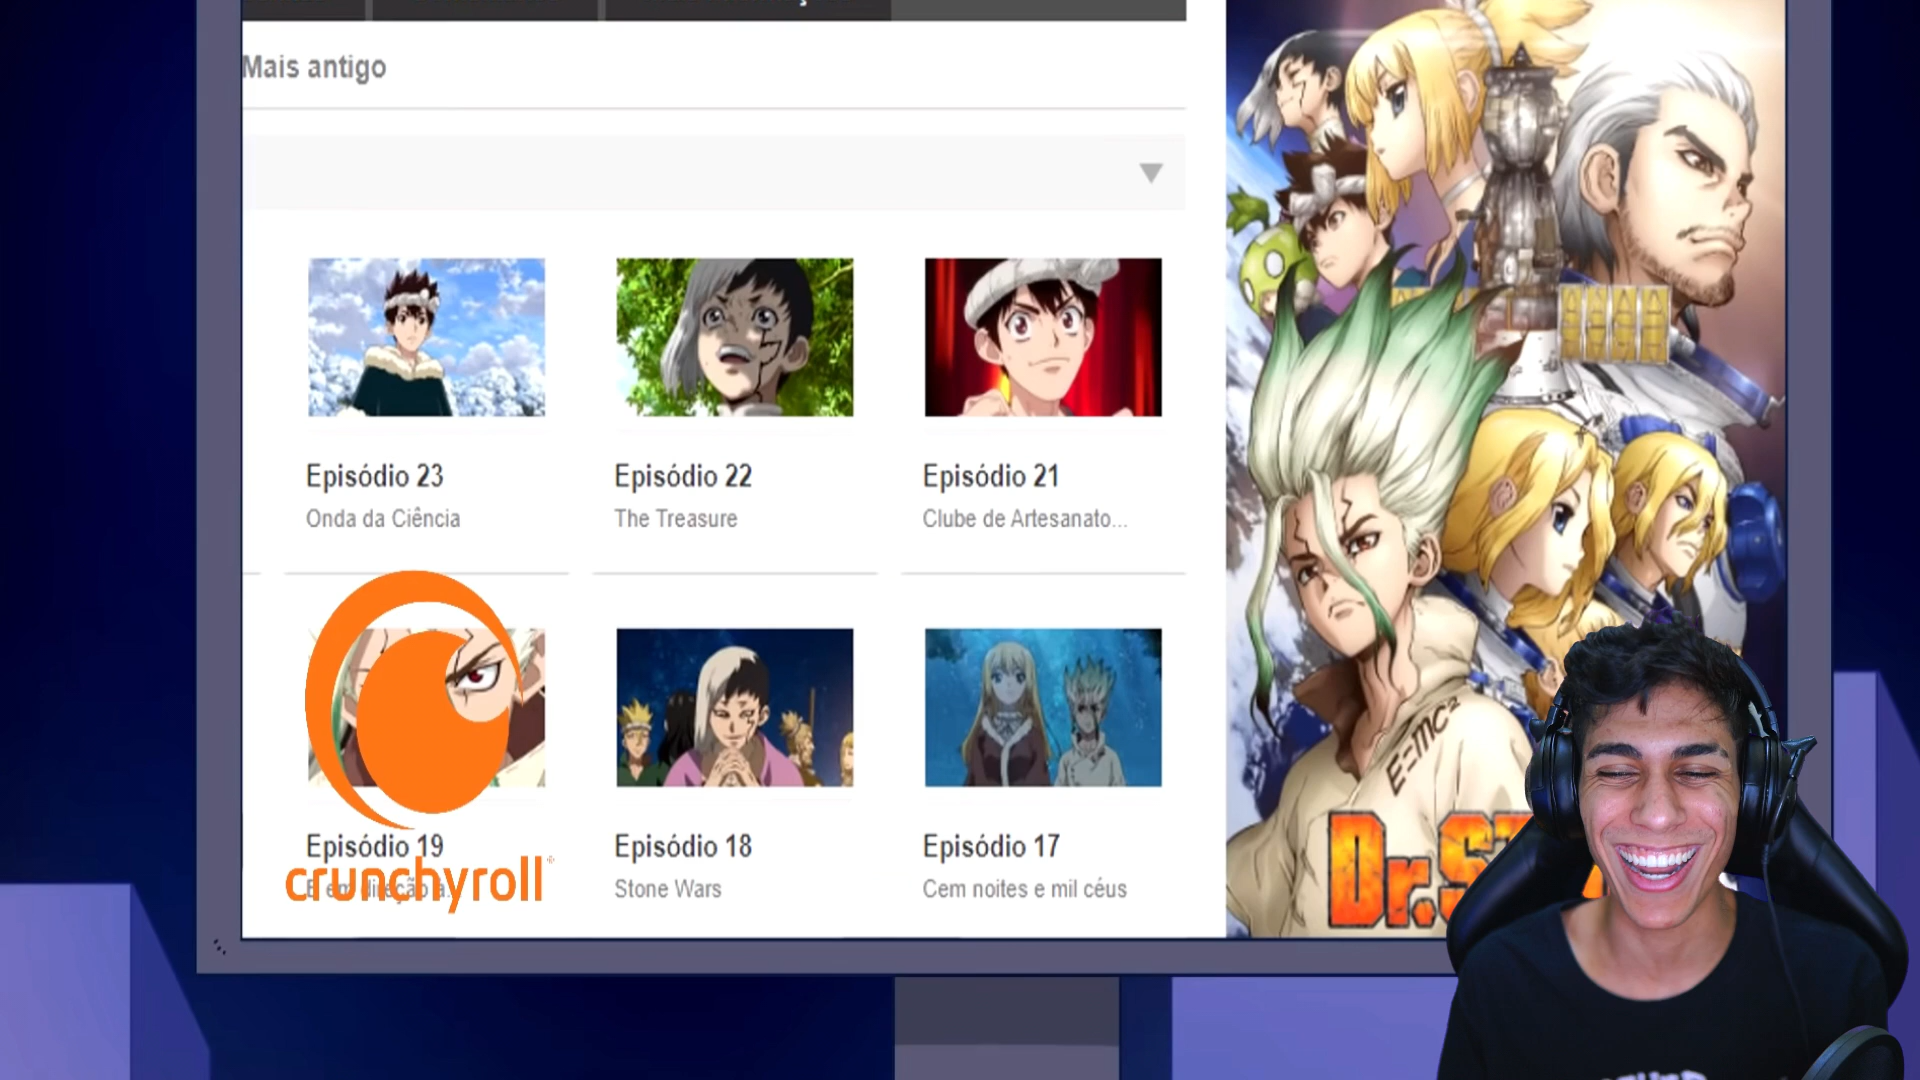 Mais antigo
Episódio 23
Onda da Ciência
Episódio 22
The Treasure
Episódio 21
Clube de Artesanato...
Episódio 19
crunchyroll
Episódio 18
Stone Wars
Episódio 17
Cem noites e mil céus
E=MC²
Dr.